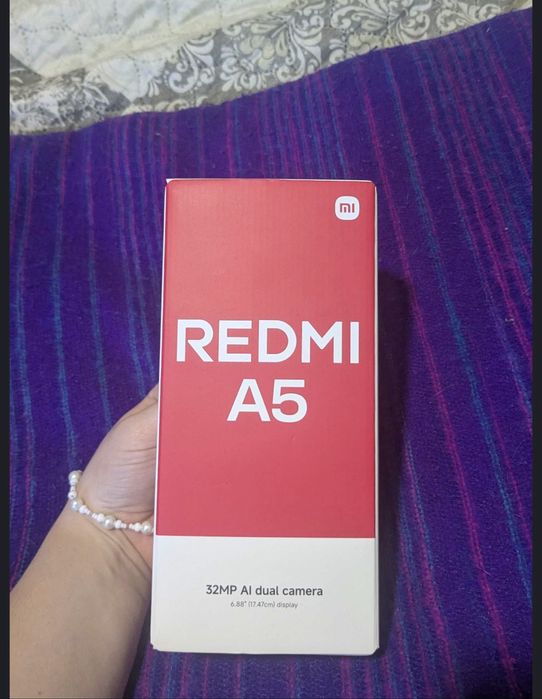 mi
REDMI
A5
32MP AI dual camera
6.88" (17.47cm) display